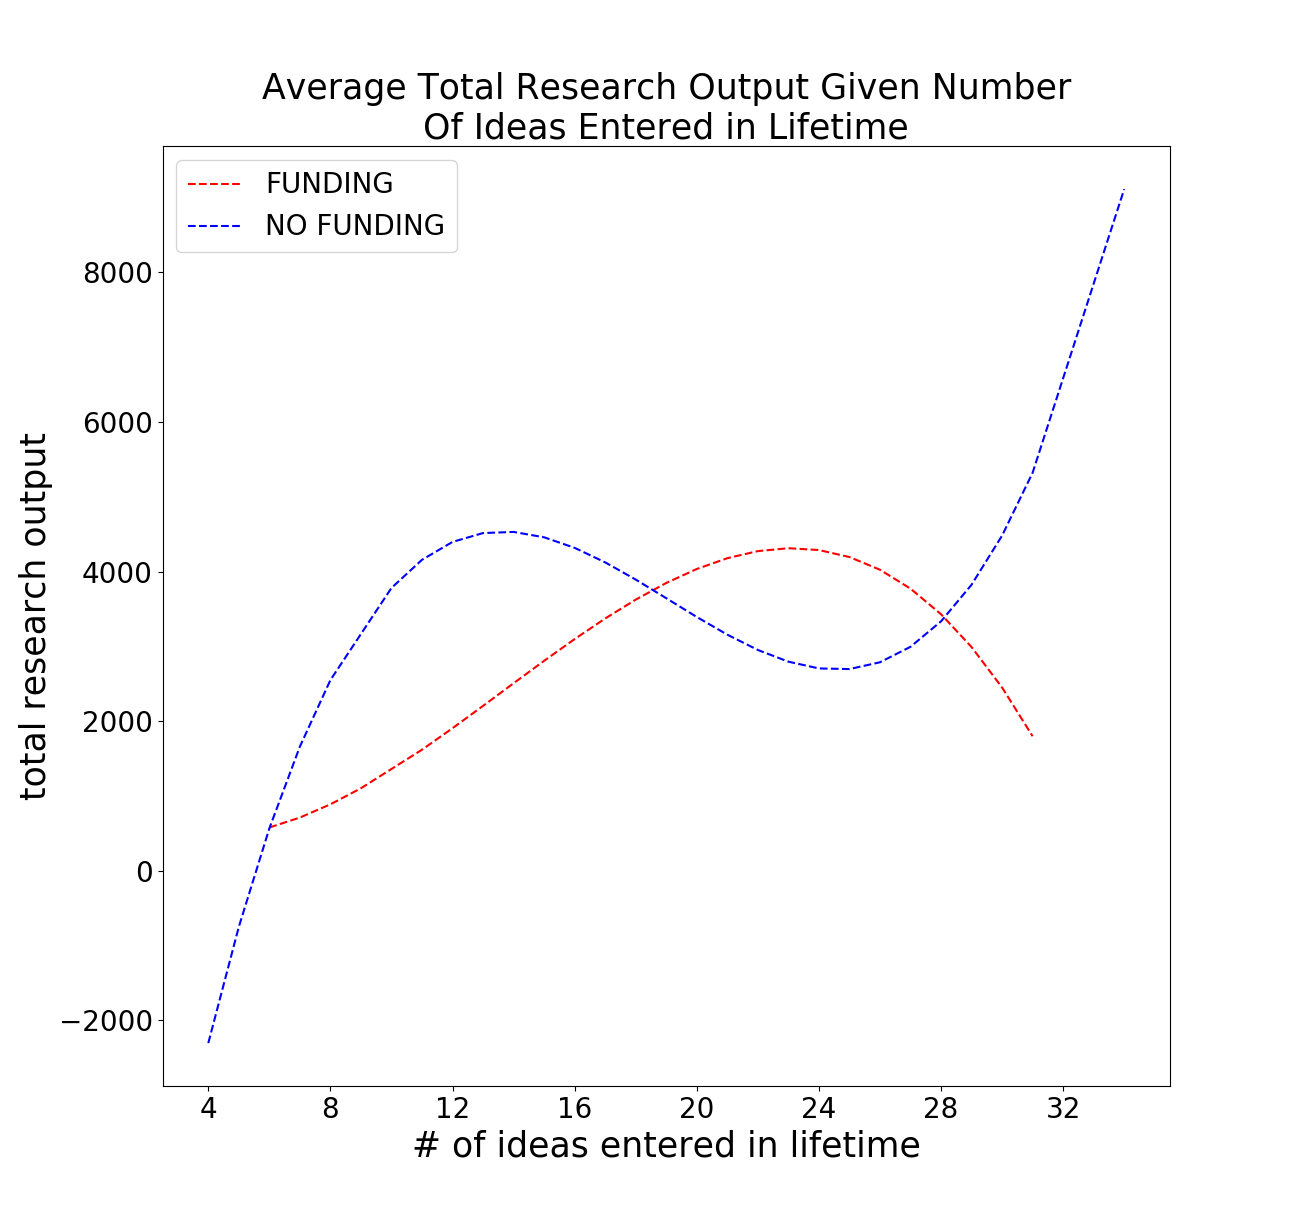 Average Total Research Output Given Number
Of Ideas Entered in Lifetime
FUNDING
NO FUNDING
8000
6000
4000
2000
0
−2000
total research output
4 8 12 16 20 24 28 32
# of ideas entered in lifetime